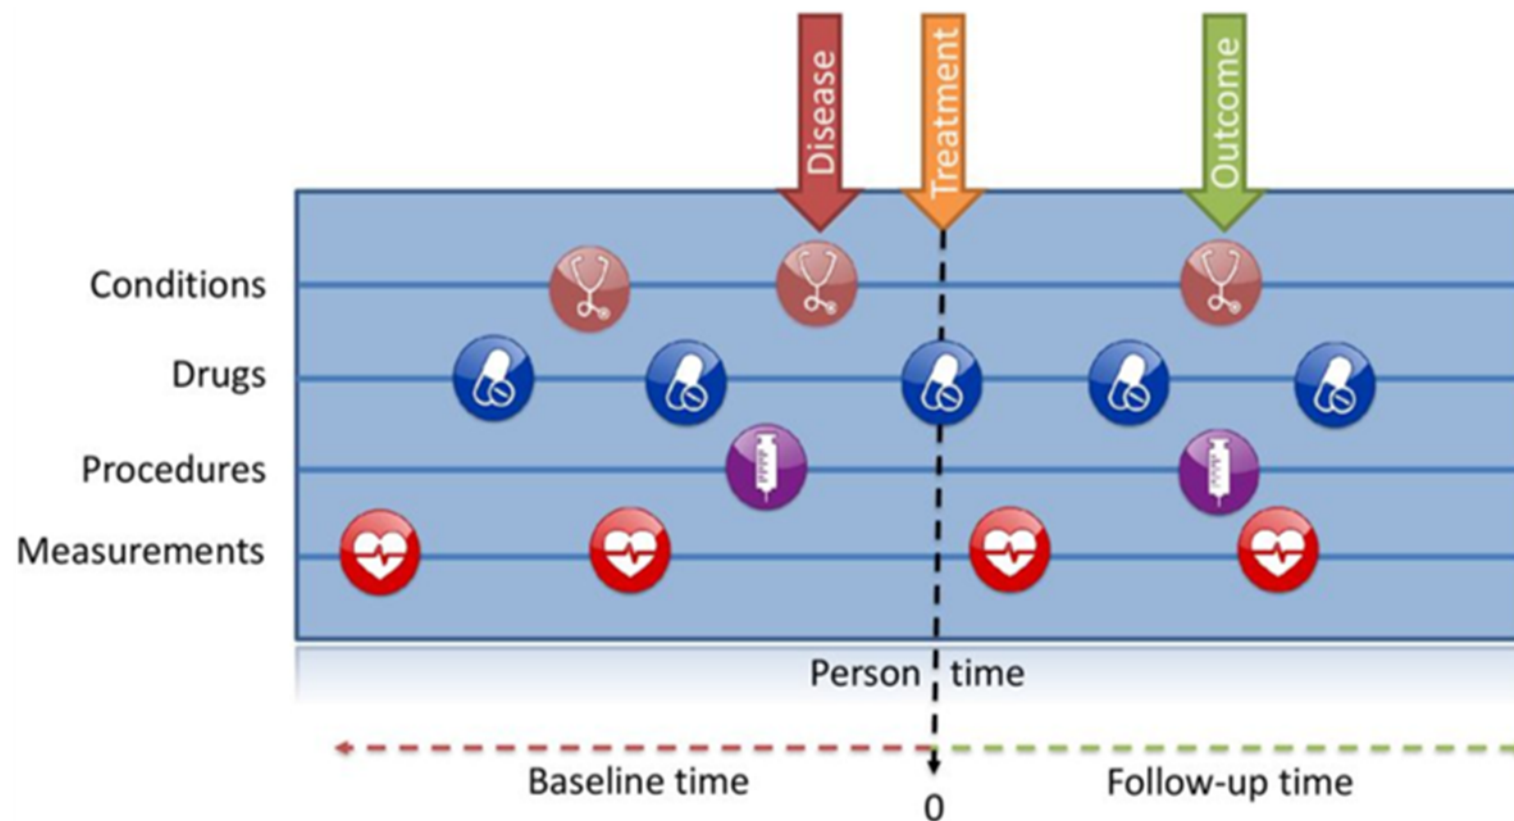 Disease
Treatment
Outcome
Conditions
Drugs
Procedures
Measurements
Person time
Baseline time
Follow-up time
0